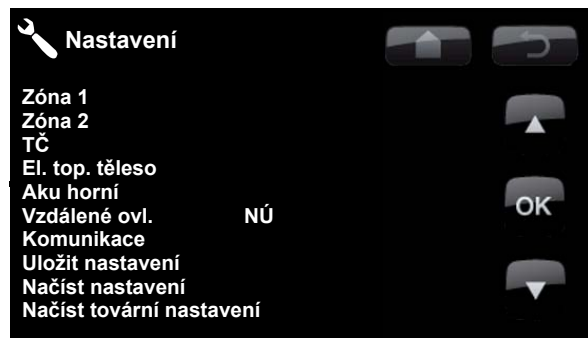 Nastavení
Zóna 1
Zóna 2
TČ
El. top. těleso
Aku horní
Vzdálené ovl. NÚ
Komunikace
Uložit nastavení
Načíst nastavení
Načíst tovární nastavení
OK